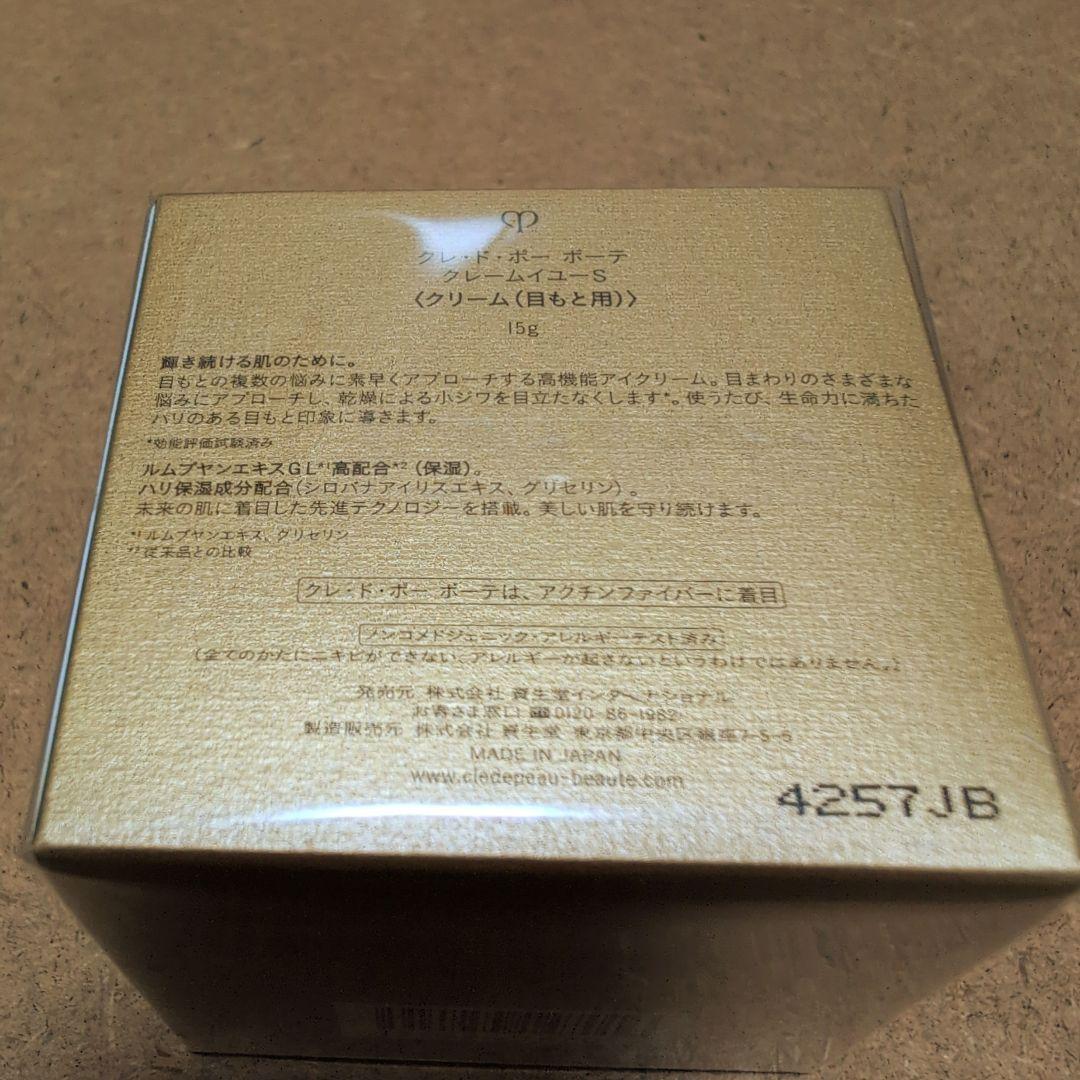 クレ・ド・ポー ボーテ
クレームイユーS
〈クリーム(目もと用)〉
15g
輝き続ける肌のために。
目もとの複数の悩みに素早くアプローチする高機能アイクリーム。目まわりのさまざまな
悩みにアプローチし、乾燥による小ジワを目立たなくします*。使うたび、生命力に満ちた
ハリのある目もと印象に導きます。
*効能評価試験済み
ルムブヤンエキスGL*¹高配合*²(保湿)。
ハリ保湿成分配合(シロバナアイリスエキス、グリセリン)。
未来の肌に着目した先進テクノロジーを搭載。美しい肌を守り続けます。
*¹ルムブヤンエキス、グリセリン
*²従来品との比較
クレ・ド・ポー ボーテは、アクチンファイバーに着目
ノンコメドジェニック・アレルギーテスト済み
(全てのかたにニキビができない、アレルギーが起きないというわけではありません。)
発売元 株式会社 資生堂インターナショナル
お客さま窓口 0120-86-1982
製造販売元 株式会社 資生堂 東京都中央区銀座7-5-5
MADE IN JAPAN
www.cledepeau-beaute.com
4257JB